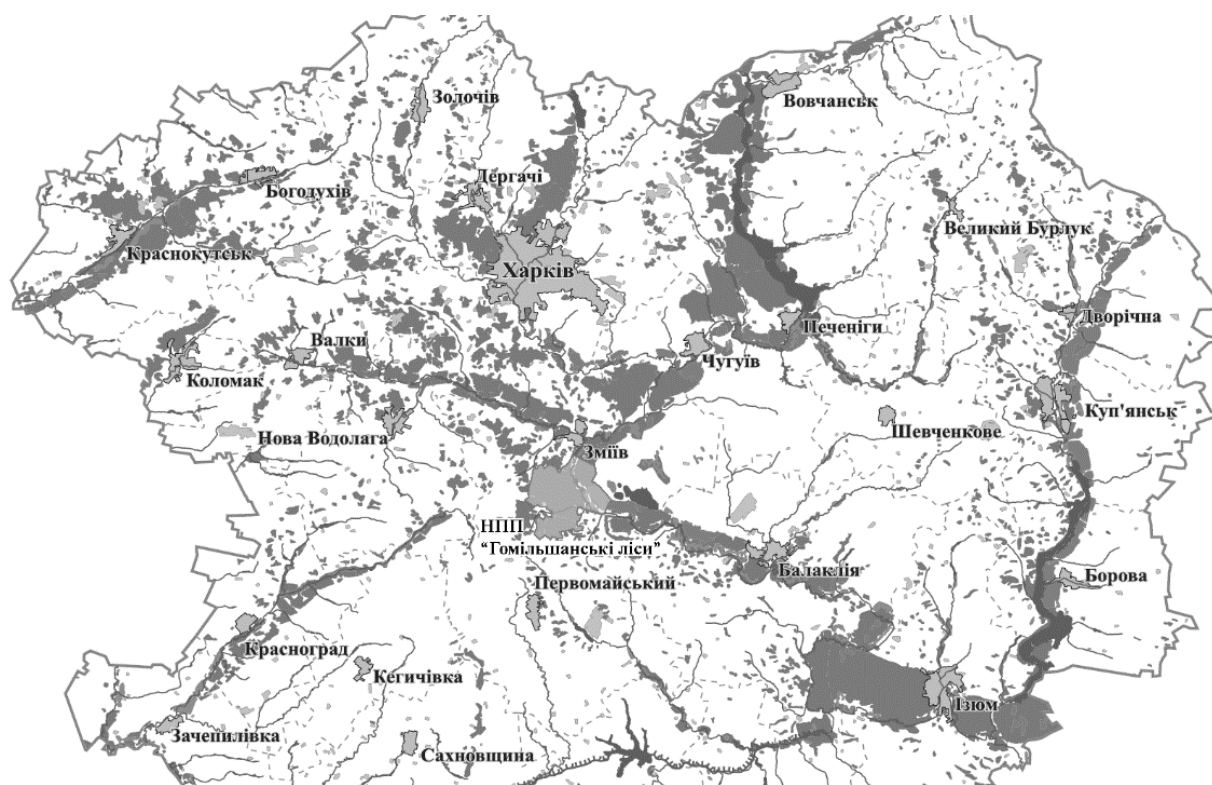 Вовчанськ
Золочів
Дергачі
Богодухів
Великий Бурлук
Краснокутськ
Харків
Дворічна
Печеніги
Валки
Чугуїв
Коломак
Куп'янськ
Шевченкове
Нова Водолага
Зміїв
НПП
“Гомільшанські ліси”
Балаклія
Борова
Первомайський
Красноград
Кегичівка
Ізюм
Зачепилівка
Сахновщина